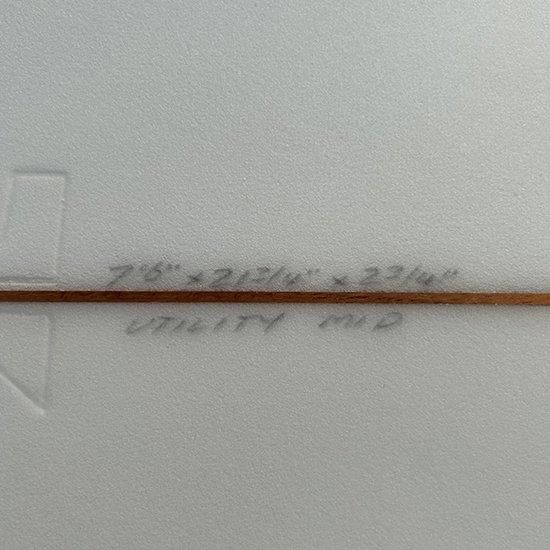 7'6" x 21 3/4" x 2 3/4"
UTILITY MID